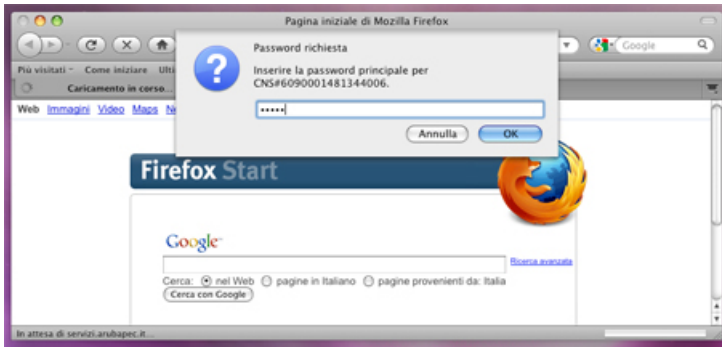 Pagina iniziale di Mozilla Firefox
Google
Password richiesta
Inserire la password principale per
CNS#6090001481344006.
•••••
Annulla OK
Più visitati Come iniziare Ulti
Caricamento in corso...
Web Immagini Video Maps Ne
Firefox Start
Google
Ricerca avanzata
Cerca: nel Web pagine in Italiano pagine provenienti da: Italia
Cerca con Google
In attesa di servizi.arubapec.it...